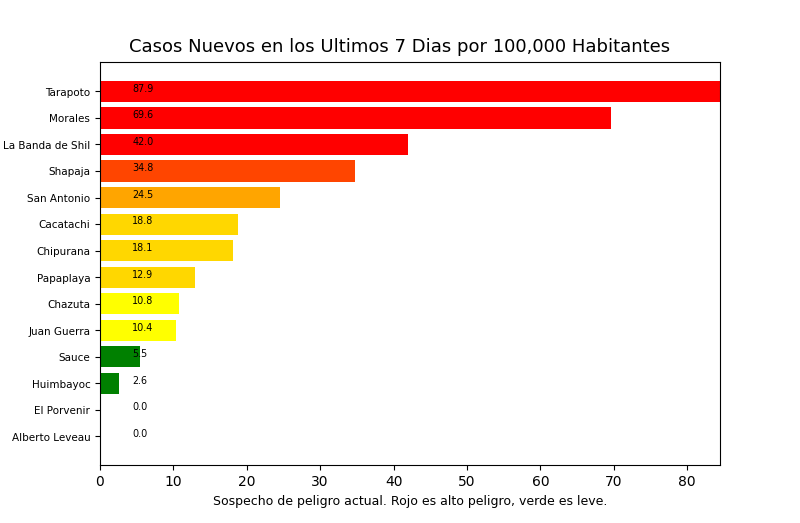 Casos Nuevos en los Ultimos 7 Dias por 100,000 Habitantes
Tarapoto 87.9
Morales 69.6
La Banda de Shil 42.0
Shapaja 34.8
San Antonio 24.5
Cacatachi 18.8
Chipurana 18.1
Papaplaya 12.9
Chazuta 10.8
Juan Guerra 10.4
Sauce 5.5
Huimbayoc 2.6
El Porvenir 0.0
Alberto Leveau 0.0
0 10 20 30 40 50 60 70 80
Sospecho de peligro actual. Rojo es alto peligro, verde es leve.